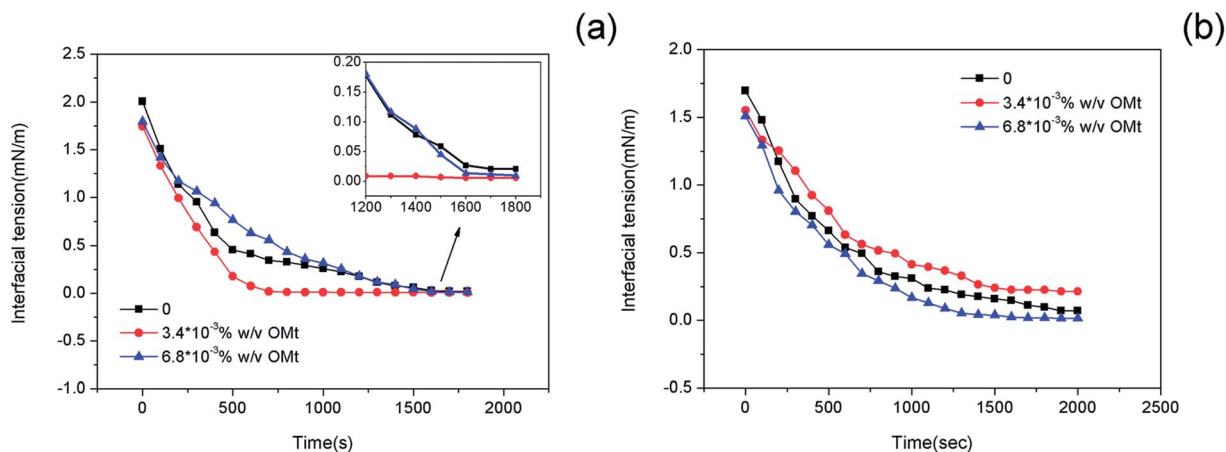 (a)
2.5
2.0
1.5
1.0
0.5
0.0
-0.5
-1.0
Interfacial tension(mN/m)
0 500 1000 1500 2000
Time(s)
0
3.4*10-3% w/v OMt
6.8*10-3% w/v OMt
0.20
0.15
0.10
0.05
0.00
1200 1400 1600 1800
(b)
2.0
1.5
1.0
0.5
0.0
-0.5
Interfacial tension(mN/m)
0 500 1000 1500 2000 2500
Time(sec)
0
3.4*10-3% w/v OMt
6.8*10-3% w/v OMt